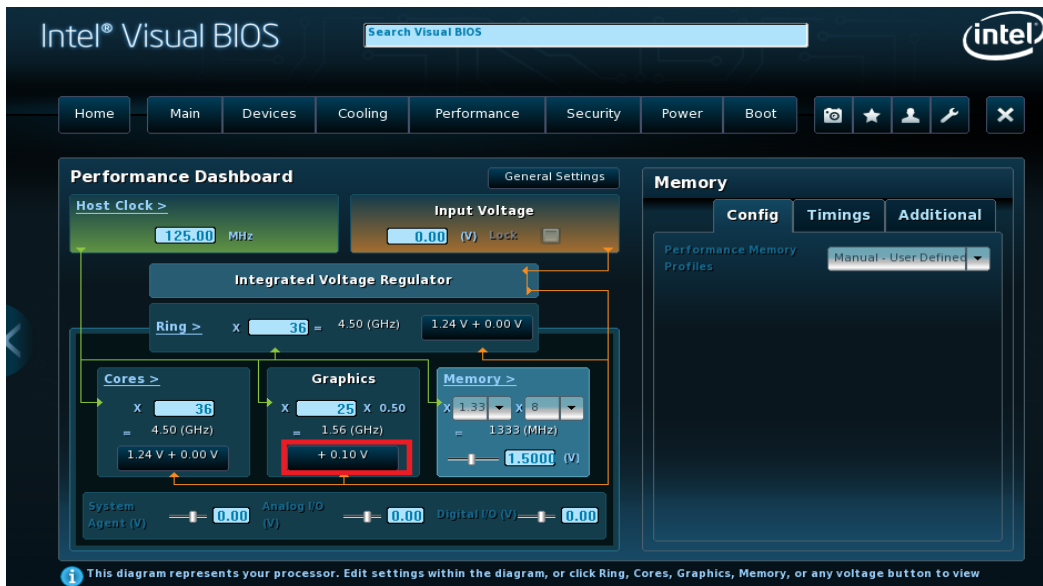 Intel® Visual BIOS
Search Visual BIOS
intel
Home Main Devices Cooling Performance Security Power Boot
Performance Dashboard
General Settings
Host Clock >
125.00 MHz
Input Voltage
0.00 (V) Lock
Integrated Voltage Regulator
Ring > X 36 = 4.50 (GHz) 1.24 V + 0.00 V
Cores >
X 36
= 4.50 (GHz)
1.24 V + 0.00 V
Graphics
X 25 X 0.50
= 1.56 (GHz)
+ 0.10 V
Memory >
X 1.33 X 8
= 1333 (MHz)
1.5000 (V)
System
Agent (V)
0.00
Analog I/O
(V)
0.00
Digital I/O (V)
0.00
Memory
Config Timings Additional
Performance Memory
Profiles
Manual - User Defined
This diagram represents your processor. Edit settings within the diagram, or click Ring, Cores, Graphics, Memory, or any voltage button to view